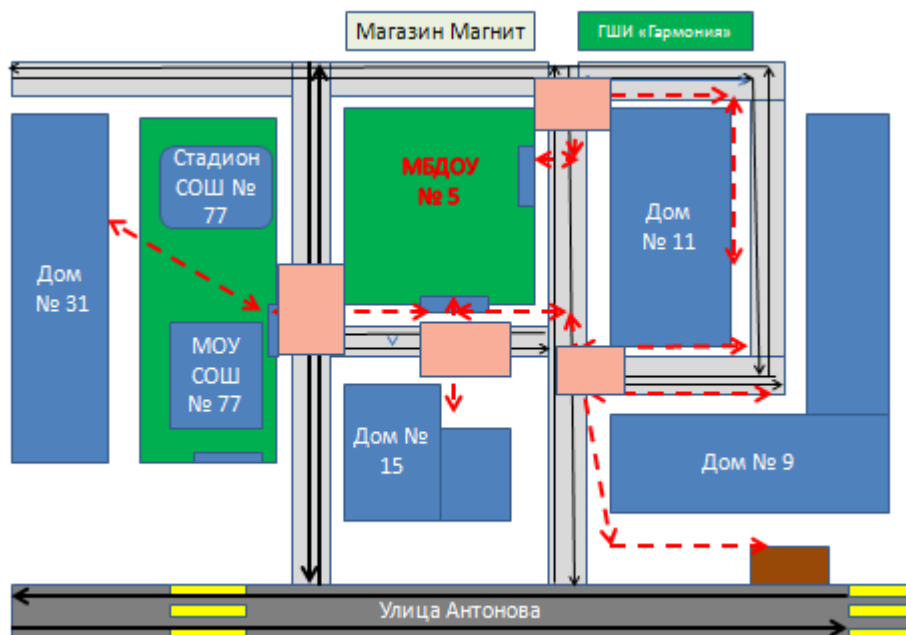 Магазин Магнит
ГШИ «Гармония»
Стадион
СОШ №
77
МБДОУ
№ 5
Дом
№ 11
Дом
№ 31
МОУ
СОШ
№ 77
Дом №
15
Дом № 9
Улица Антонова